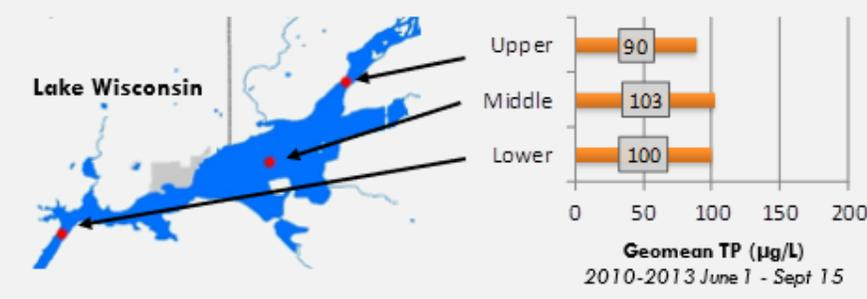 Lake Wisconsin
Upper 90
Middle 103
Lower 100
0 50 100 150 200
Geomean TP (µg/L)
2010-2013 June 1 - Sept 15